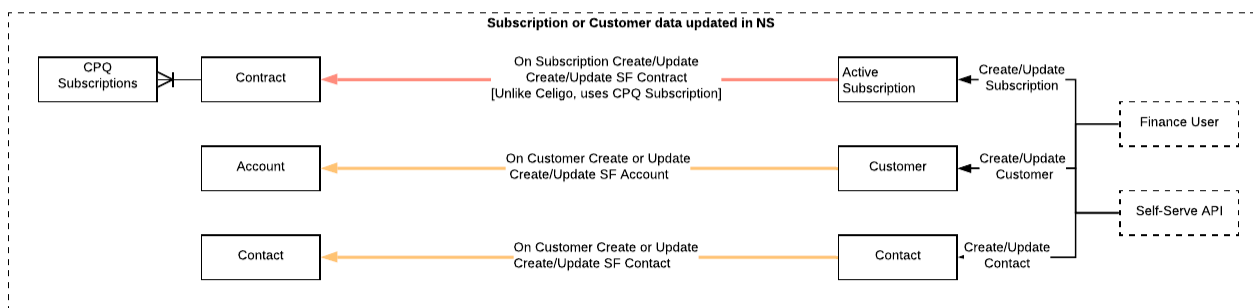 Subscription or Customer data updated in NS
CPQ
Subscriptions
Contract
On Subscription Create/Update
Create/Update SF Contract
[Unlike Celigo, uses CPQ Subscription]
Active
Subscription
Create/Update
Subscription
Finance User
Account
On Customer Create or Update
Create/Update SF Account
Customer
Create/Update
Customer
Self-Serve API
Contact
On Customer Create or Update
Create/Update SF Contact
Contact
Create/Update
Contact